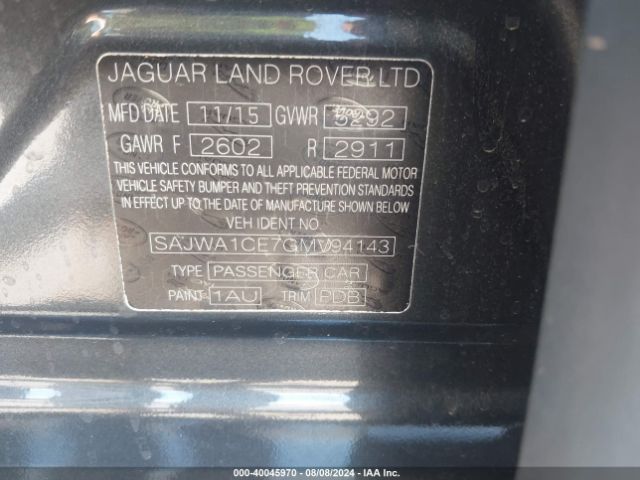 JAGUAR LAND ROVER LTD
MFD DATE 11/15 GVWR 5292
GAWR F 2602 R 2911
THIS VEHICLE CONFORMS TO ALL APPLICABLE FEDERAL MOTOR
VEHICLE SAFETY BUMPER AND THEFT PREVENTION STANDARDS
IN EFFECT UP TO THE DATE OF MANUFACTURE SHOWN ABOVE
VEH IDENT NO.
SAJWA1CE7GMV94143
TYPE PASSENGER CAR
PAINT 1AU TRIM PDB
000-40045970 - 08/08/2024 - IAA Inc.